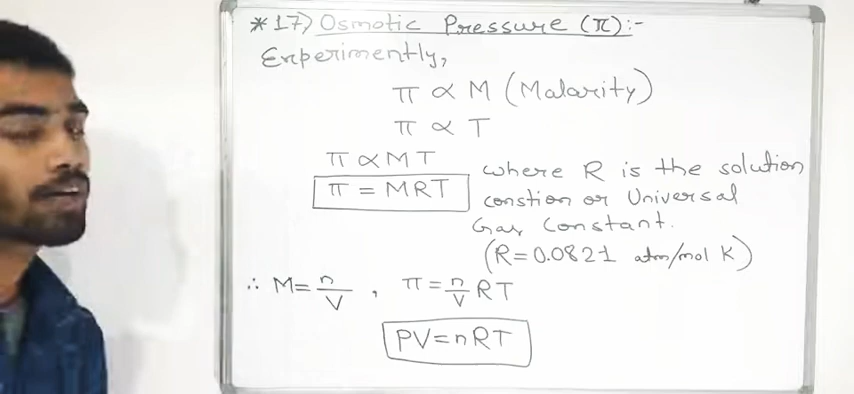 * 17) Osmotic Pressure (π):-
Experimently,
π ∝ M (Malarity)
π ∝ T
π ∝ MT
π = MRT
where R is the solution
constion or Universal
Gas Constant.
(R=0.0821 atm/mol K)
∴ M= n/V , π = n/V RT
PV=nRT